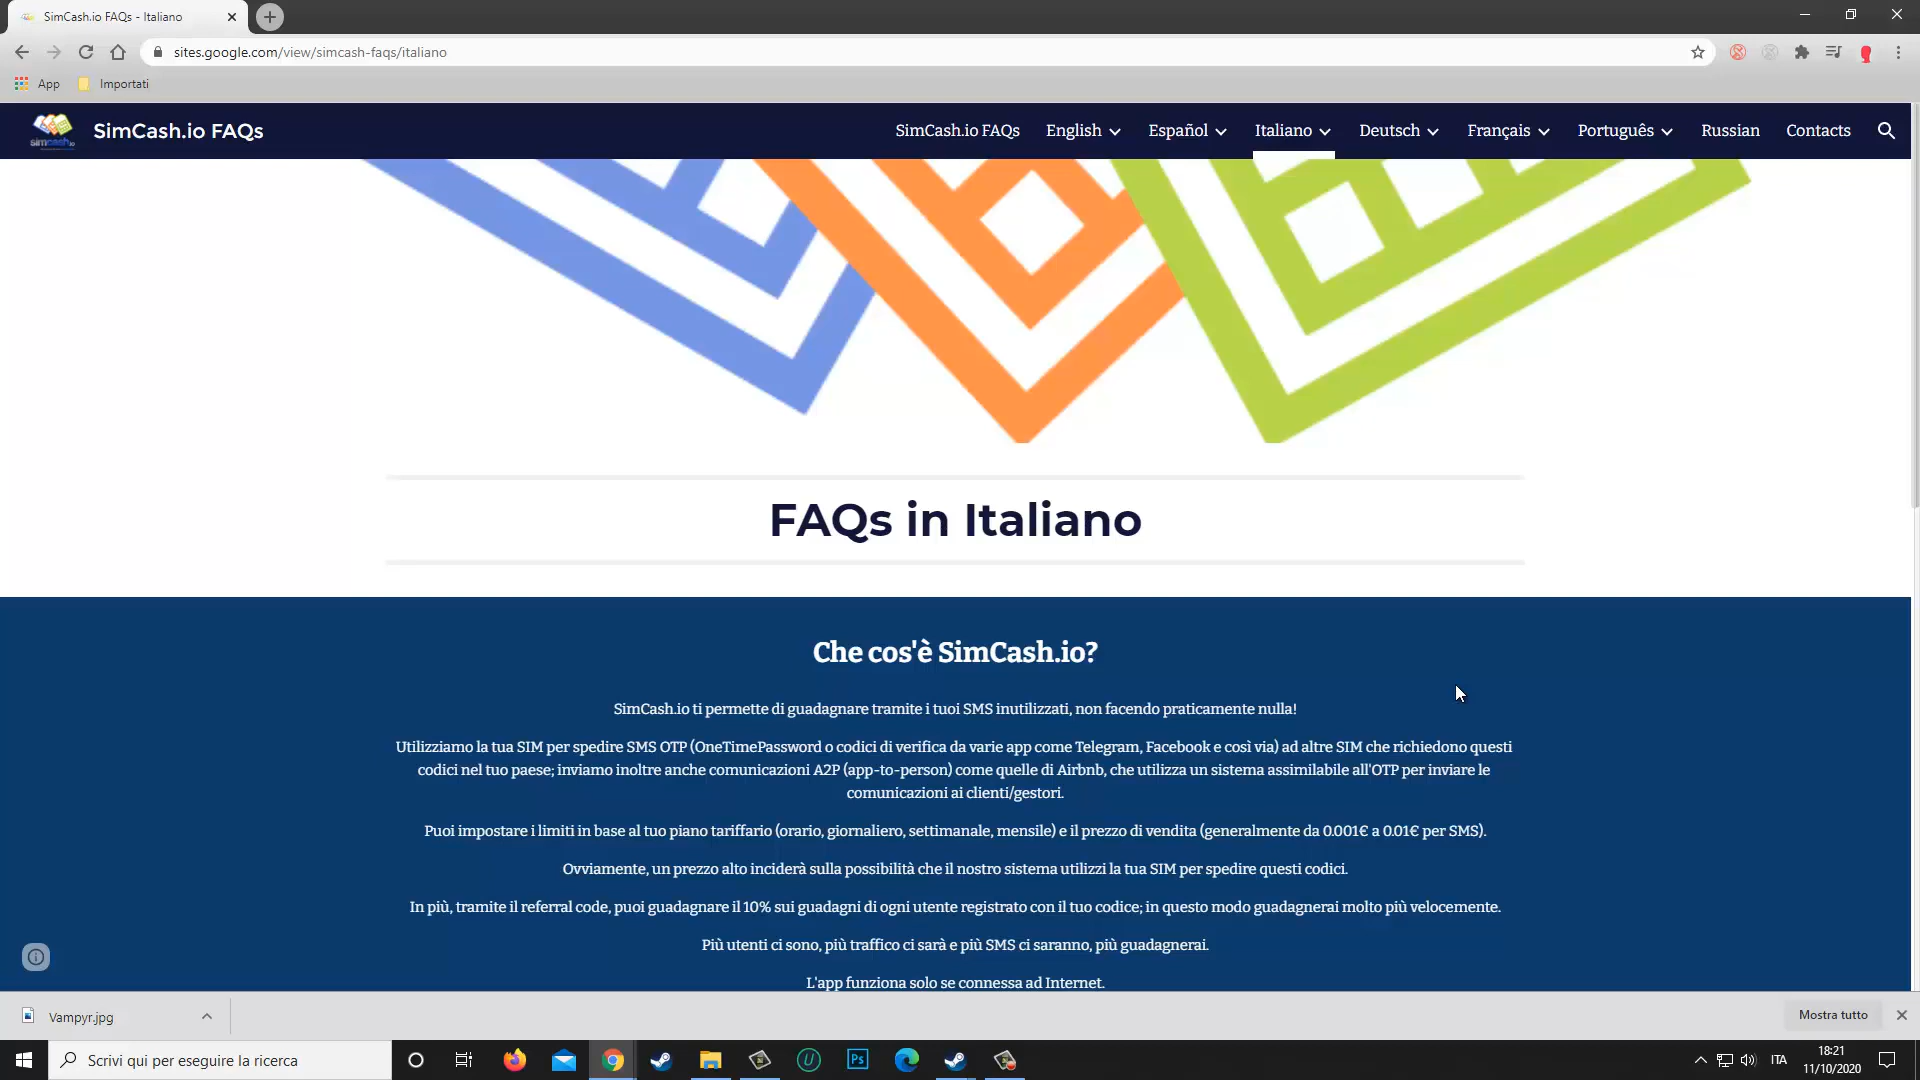 SimCash.io FAQs - Italiano
sites.google.com/view/simcash-faqs/italiano
App
Importati
simcash.io
SimCash.io FAQs
SimCash.io FAQs
English
Español
Italiano
Deutsch
Français
Português
Russian
Contacts
FAQs in Italiano
Che cos'è SimCash.io?
SimCash.io ti permette di guadagnare tramite i tuoi SMS inutilizzati, non facendo praticamente nulla!
Utilizziamo la tua SIM per spedire SMS OTP (OneTimePassword o codici di verifica da varie app come Telegram, Facebook e così via) ad altre SIM che richiedono questi
codici nel tuo paese; inviamo inoltre anche comunicazioni A2P (app-to-person) come quelle di Airbnb, che utilizza un sistema assimilabile all'OTP per inviare le
comunicazioni ai clienti/gestori.
Puoi impostare i limiti in base al tuo piano tariffario (orario, giornaliero, settimanale, mensile) e il prezzo di vendita (generalmente da 0.001€ a 0.01€ per SMS).
Ovviamente, un prezzo alto inciderà sulla possibilità che il nostro sistema utilizzi la tua SIM per spedire questi codici.
In più, tramite il referral code, puoi guadagnare il 10% sui guadagni di ogni utente registrato con il tuo codice; in questo modo guadagnerai molto più velocemente.
Più utenti ci sono, più traffico ci sarà e più SMS ci saranno, più guadagnerai.
L'app funziona solo se connessa ad Internet.
Vampyr.jpg
Mostra tutto
Scrivi qui per eseguire la ricerca
U
Ps
ITA
18:21
11/10/2020